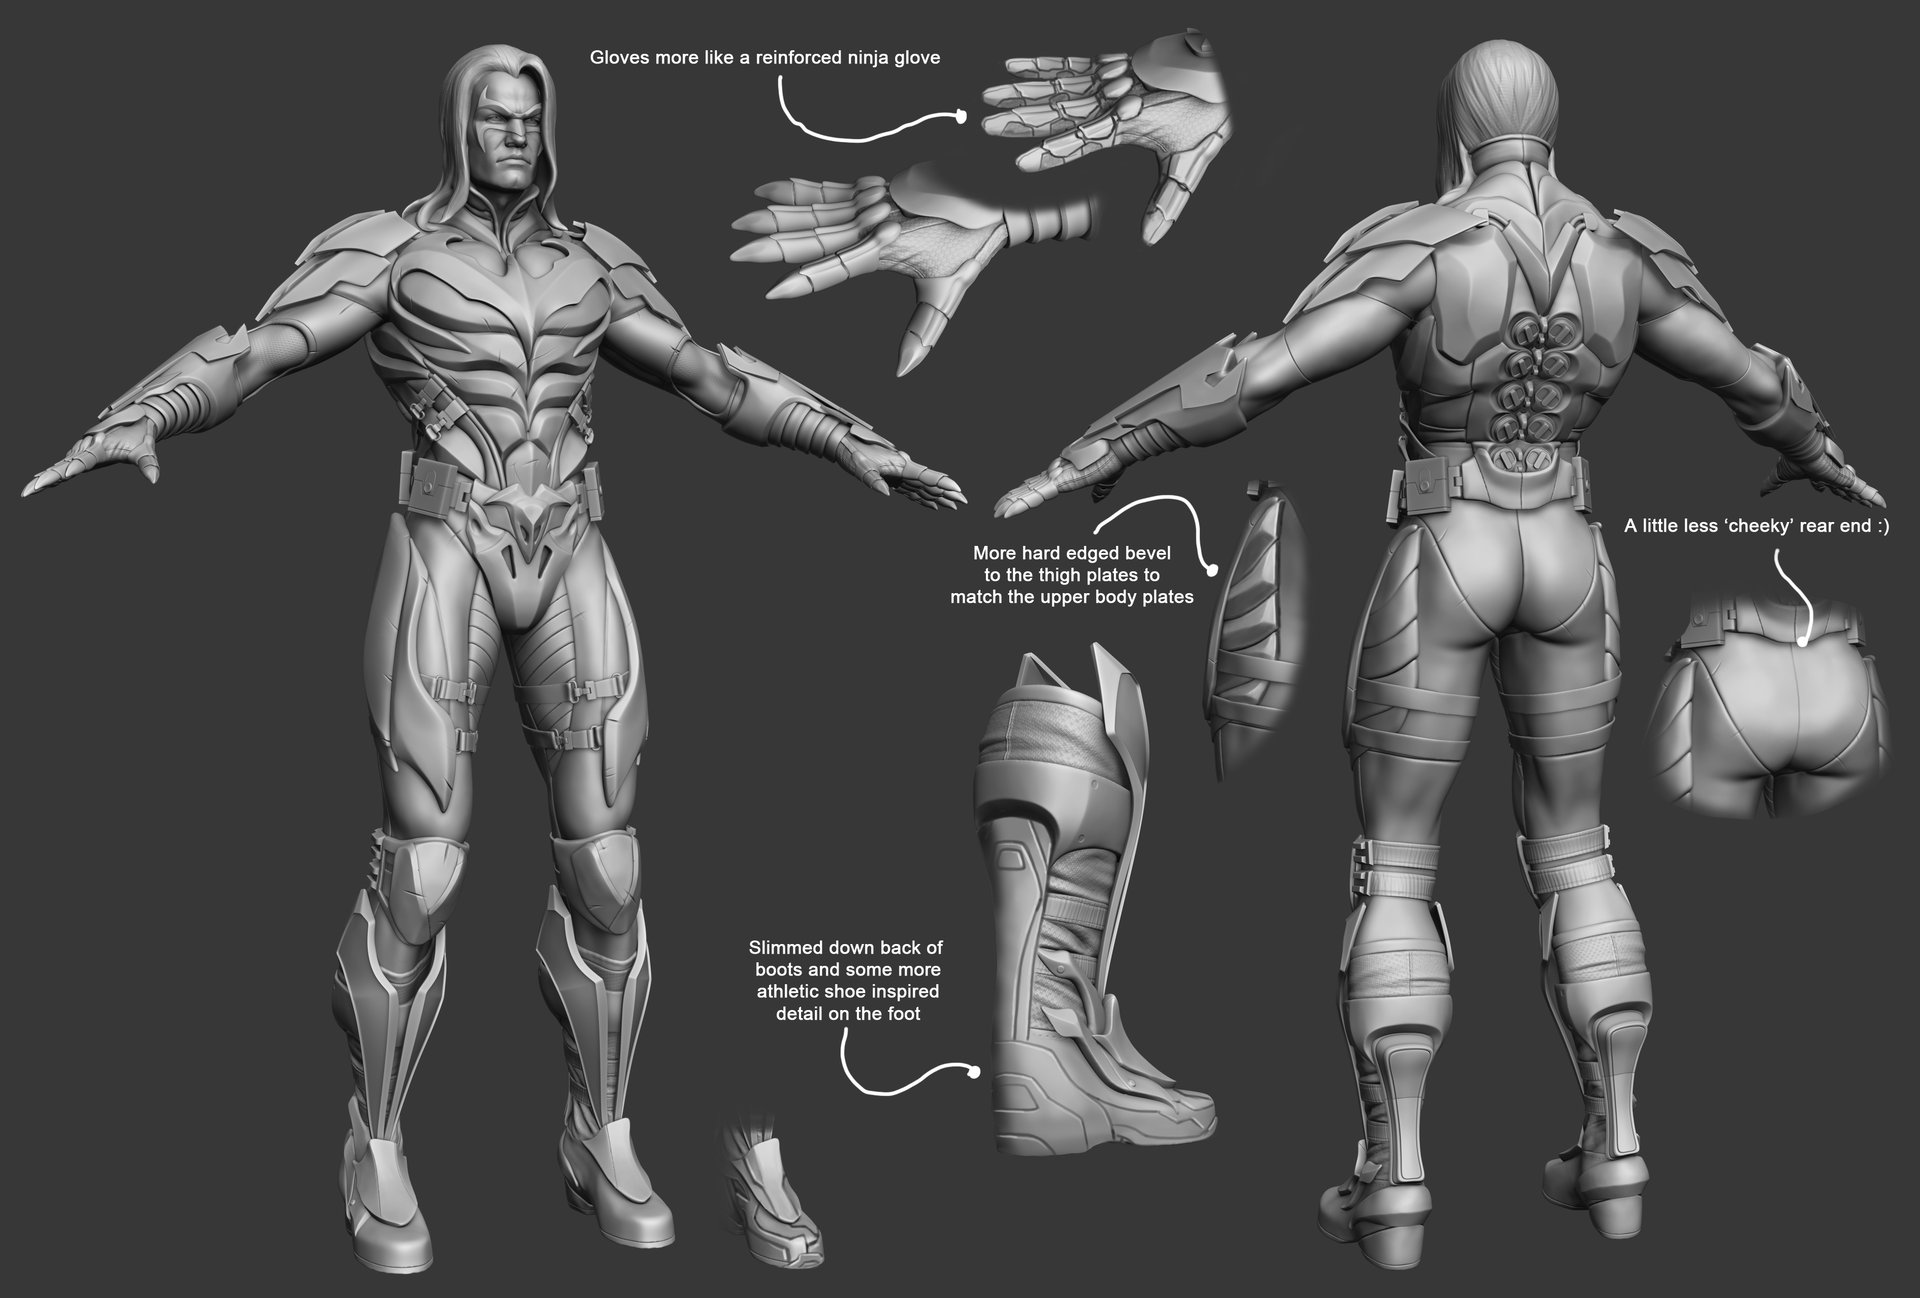 Gloves more like a reinforced ninja glove
More hard edged bevel
to the thigh plates to
match the upper body plates
A little less ‘cheeky’ rear end :)
Slimmed down back of
boots and some more
athletic shoe inspired
detail on the foot